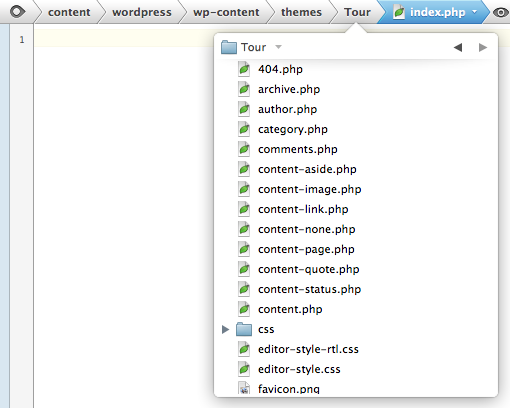 content wordpress wp-content themes Tour index.php
1
Tour
404.php
archive.php
author.php
category.php
comments.php
content-aside.php
content-image.php
content-link.php
content-none.php
content-page.php
content-quote.php
content-status.php
content.php
css
editor-style-rtl.css
editor-style.css
favicon.png